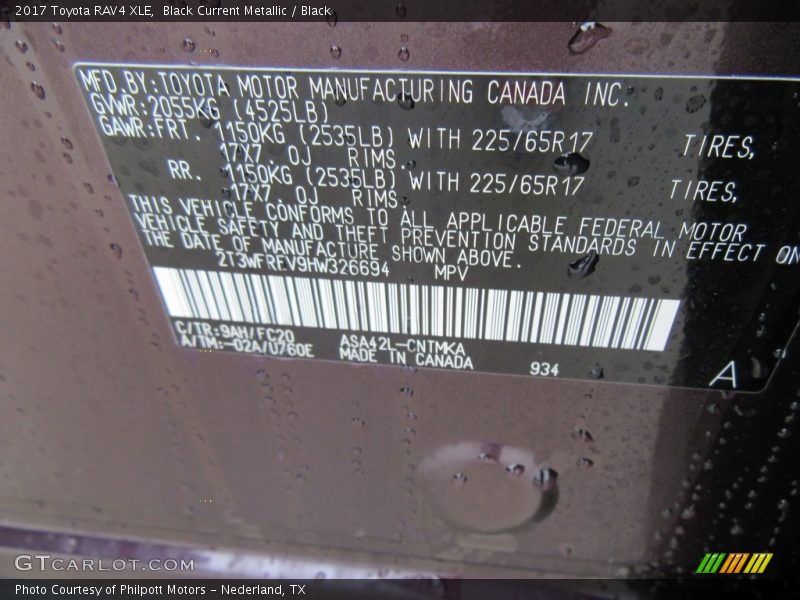 2017 Toyota RAV4 XLE,  Black Current Metallic / Black
MFD.BY:TOYOTA MOTOR MANUFACTURING CANADA INC.
GVWR:2055KG (4525LB)
GAWR:FRT. 1150KG (2535LB) WITH 225/65R17 TIRES,
17X7.0J RIMS.
RR. 1150KG (2535LB) WITH 225/65R17 TIRES,
17X7.0J RIMS.
THIS VEHICLE CONFORMS TO ALL APPLICABLE FEDERAL MOTOR
VEHICLE SAFETY AND THEFT PREVENTION STANDARDS IN EFFECT ON
THE DATE OF MANUFACTURE SHOWN ABOVE.
2T3WFREV9HW326694 MPV
C/TR:9AH/FC20 ASA42L-CNTMKA
A/TM:-02A/U760E MADE IN CANADA 934 A
GTCARLOT.COM
Photo Courtesy of Philpott Motors - Nederland, TX